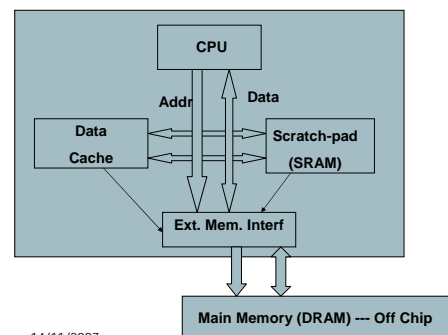 CPU
Addr
Data
Data
Cache
Scratch-pad
(SRAM)
Ext. Mem. Interf
Main Memory (DRAM) --- Off Chip